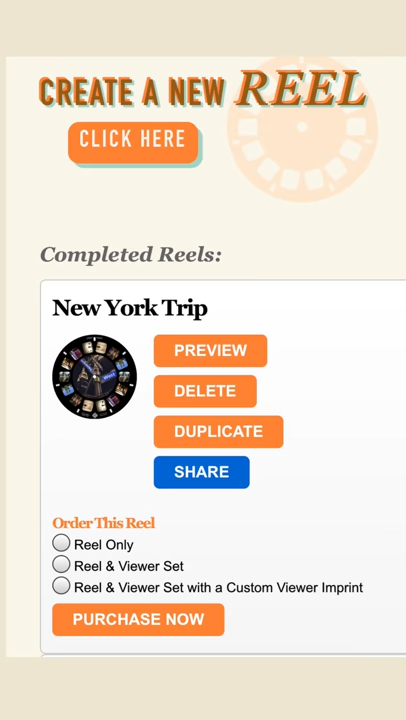 CREATE A NEW REEL
CLICK HERE
Completed Reels:
New York Trip
PREVIEW
DELETE
DUPLICATE
SHARE
Order This Reel
Reel Only
Reel & Viewer Set
Reel & Viewer Set with a Custom Viewer Imprint
PURCHASE NOW